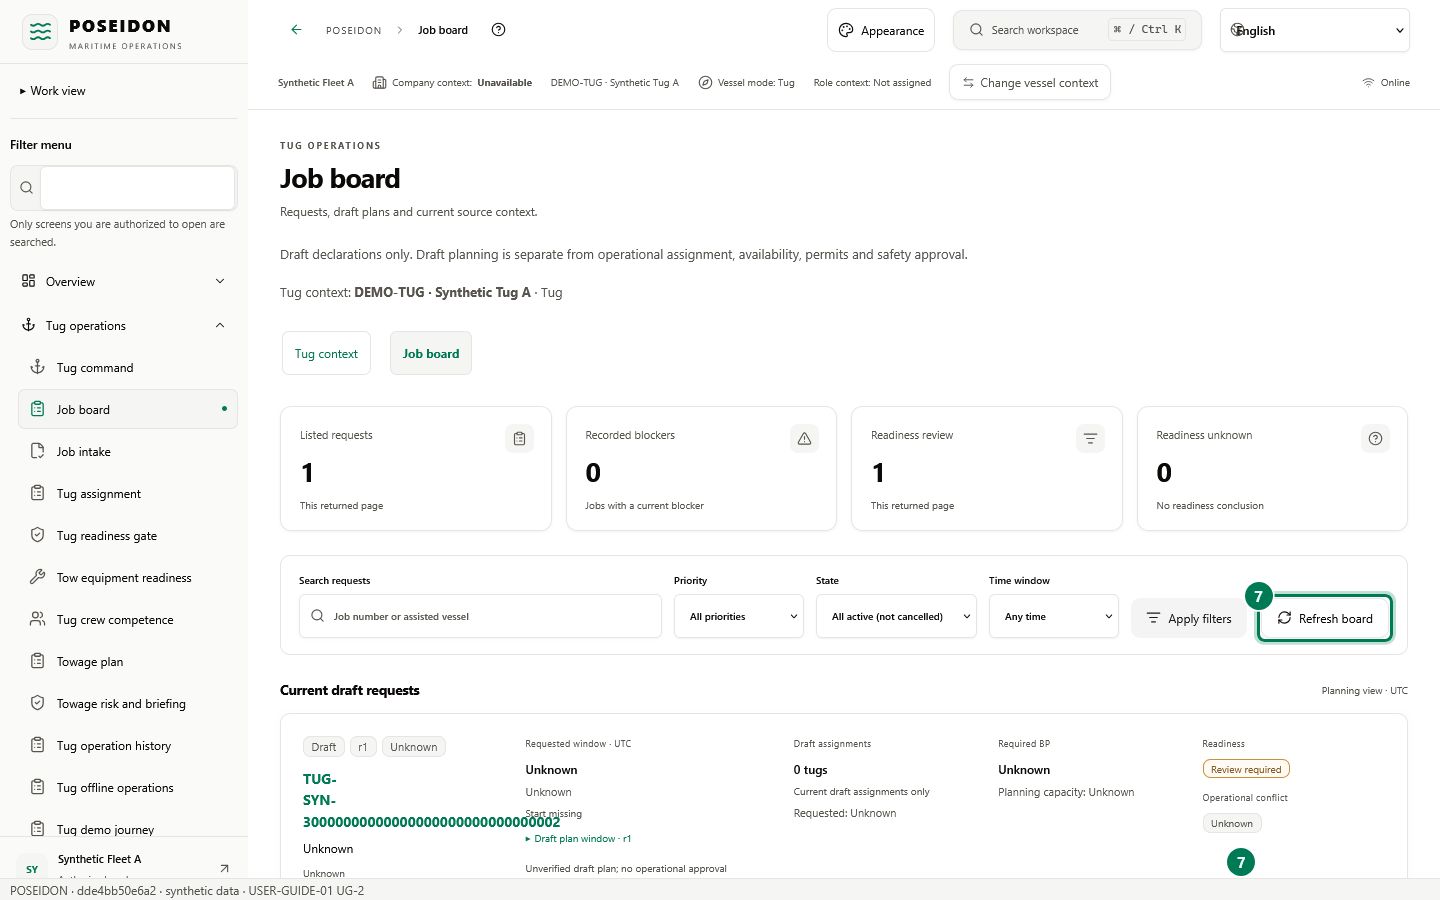 POSEIDON
MARITIME OPERATIONS
Work view
Filter menu
Only screens you are authorized to open are
searched.
Overview
Tug operations
Tug command
Job board
Job intake
Tug assignment
Tug readiness gate
Tow equipment readiness
Tug crew competence
Towage plan
Towage risk and briefing
Tug operation history
Tug offline operations
Tug demo journey
SY
Synthetic Fleet A
POSEIDON
Job board
Appearance
Search workspace
⌘ / Ctrl K
English
Synthetic Fleet A
Company context: Unavailable
DEMO-TUG · Synthetic Tug A
Vessel mode: Tug
Role context: Not assigned
Change vessel context
Online
TUG OPERATIONS
Job board
Requests, draft plans and current source context.
Draft declarations only. Draft planning is separate from operational assignment, availability, permits and safety approval.
Tug context: DEMO-TUG · Synthetic Tug A · Tug
Tug context
Job board
Listed requests
1
This returned page
Recorded blockers
0
Jobs with a current blocker
Readiness review
1
This returned page
Readiness unknown
0
No readiness conclusion
Search requests
Job number or assisted vessel
Priority
All priorities
State
All active (not cancelled)
Time window
Any time
Apply filters
7
Refresh board
Current draft requests
Planning view · UTC
Draft
r1
Unknown
TUG-
SYN-
Unknown
Unknown
Requested window · UTC
Unknown
Unknown
Start missing
Draft plan window · r1
Unverified draft plan; no operational approval
Draft assignments
0 tugs
Current draft assignments only
Requested: Unknown
Required BP
Unknown
Planning capacity: Unknown
Readiness
Review required
Operational conflict
Unknown
7
POSEIDON · dde4bb50e6a2 · synthetic data · USER-GUIDE-01 UG-2